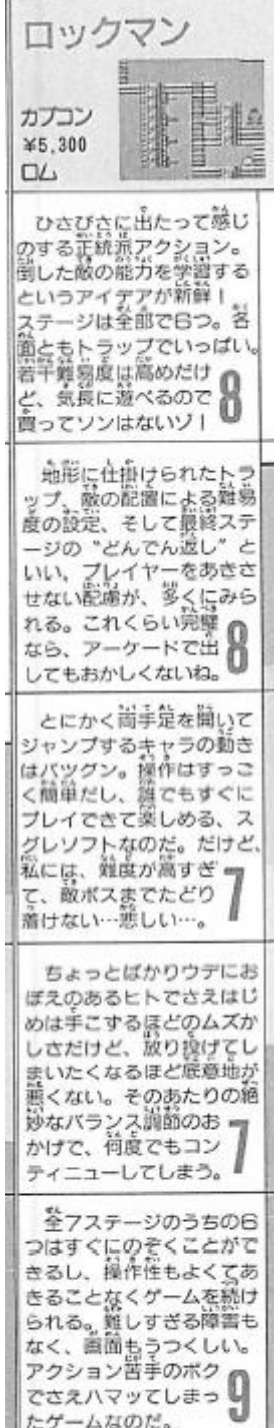 ロックマン
カプコン
¥5,300
ロム
ひさびさに出たって感じ
のする正統派アクション。
倒した敵の能力を学習する
というアイデアが新鮮!
ステージは全部で6つ。各
面ともトラップでいっぱい。
若干難易度は高めだけ
ど、気長に遊べるので
買ってソンはないゾ!
8
地形に仕掛けられたトラ
ップ、敵の配置による難易
度の設定、そして最終ステ
ージの“どんでん返し”と
いい、プレイヤーをあきさ
せない配慮が、多くにみら
れる。これくらい完璧
なら、アーケードで出
してもおかしくないね。
8
とにかく両手足を開いて
ジャンプするキャラの動き
はバツグン。操作はすっご
く簡単だし、誰でもすぐに
プレイできて楽しめる、ス
グレソフトなのだ。だけど、
私には、難度が高すぎ
て、敵ボスまでたどり
着けない…悲しい…。
7
ちょっとばかりウデにお
ぼえのあるヒトでさえはじ
めは手こずるほどのムズか
しさだけど、放り投げてし
まいたくなるほど底意地が
悪くない。そのあたりの絶
妙なバランス調節のお
かげで、何度でもコン
ティニューしてしまう。
7
全7ステージのうちの6
つはすぐにのぞくことがで
きるし、操作性もよくてあ
きることなくゲームを続け
られる。難しすぎる障害も
なく、画面もうつくしい。
アクション苦手のボク
でさえハマッてしまっ
たゲームなのだ。
9